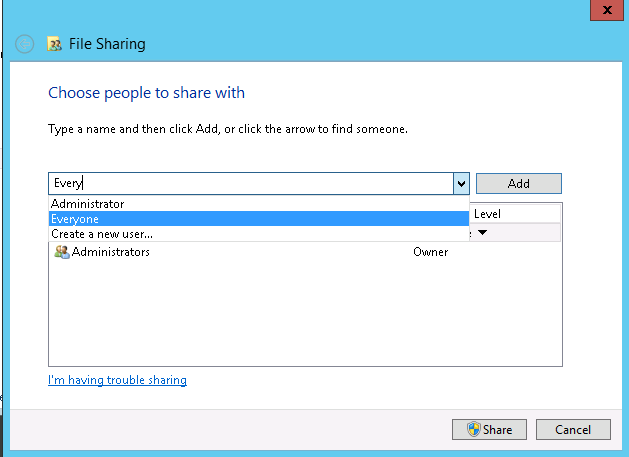 x
File Sharing
Choose people to share with
Type a name and then click Add, or click the arrow to find someone.
Every
Add
Administrator
Everyone
Create a new user...
Level
Administrators Owner
I'm having trouble sharing
Share Cancel